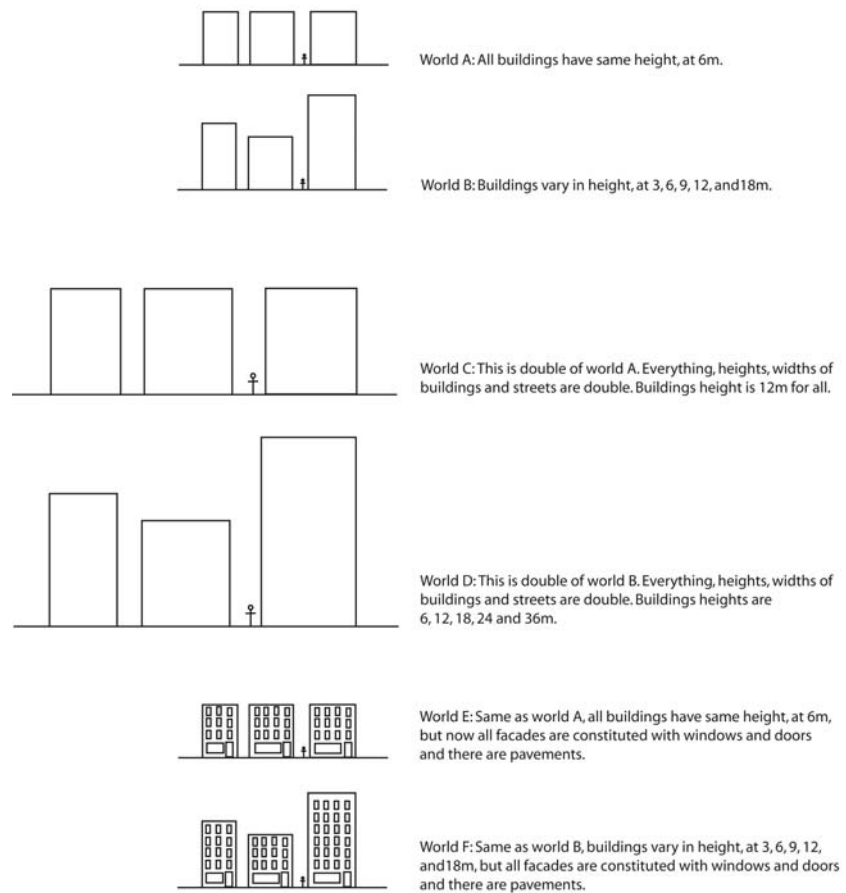 World A: All buildings have same height, at 6m.
World B: Buildings vary in height, at 3, 6, 9, 12, and18m.
World C: This is double of world A. Everything, heights, widths of
buildings and streets are double. Buildings height is 12m for all.
World D: This is double of world B. Everything, heights, widths of
buildings and streets are double. Buildings heights are
6, 12, 18, 24 and 36m.
World E: Same as world A, all buildings have same height, at 6m,
but now all facades are constituted with windows and doors
and there are pavements.
World F: Same as world B, buildings vary in height, at 3, 6, 9, 12,
and18m, but all facades are constituted with windows and doors
and there are pavements.